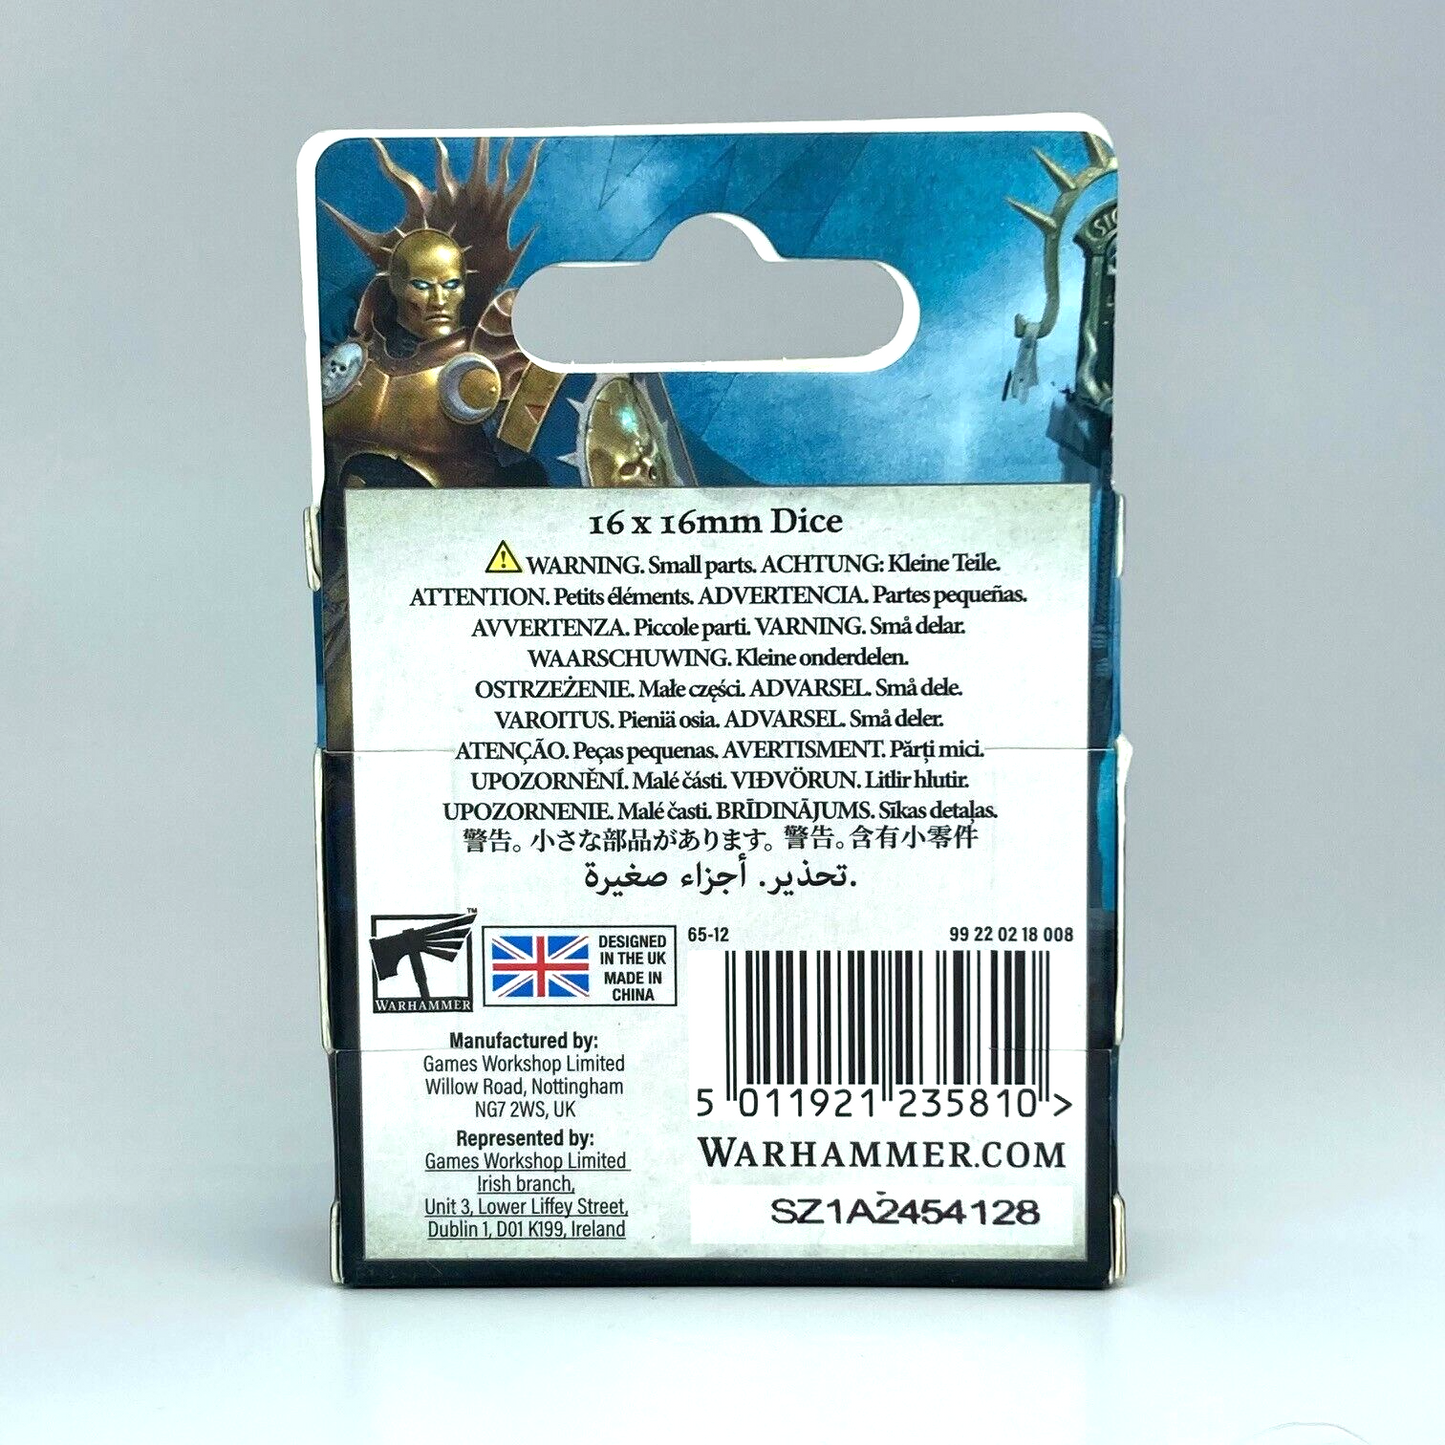 SIG
16 x 16mm Dice
WARNING. Small parts. ACHTUNG: Kleine Teile.
ATTENTION. Petits éléments. ADVERTENCIA. Partes pequeñas.
AVVERTENZA. Piccole parti. VARNING. Små delar.
WAARSCHUWING. Kleine onderdelen.
OSTRZEŻENIE. Małe części. ADVARSEL. Små dele.
VAROITUS. Pieniä osia. ADVARSEL. Små deler.
ATENÇÃO. Peças pequenas. AVERTISMENT. Părți mici.
UPOZORNĚNÍ. Malé části. VIÐVÖRUN. Litlir hlutir.
UPOZORNENIE. Malé časti. BRĪDINĀJUMS. Sīkas detaļas.
警告。小さな部品があります。警告。含有小零件
تحذير. أجزاء صغيرة.
TM
WARHAMMER
DESIGNED
IN THE UK
MADE IN
CHINA
65-12
99 22 02 18 008
5 011921 235810 >
Manufactured by:
Games Workshop Limited
Willow Road, Nottingham
NG7 2WS, UK
Represented by:
Games Workshop Limited
Irish branch,
Unit 3, Lower Liffey Street,
Dublin 1, D01 K199, Ireland
WARHAMMER.COM
SZ1A2454128